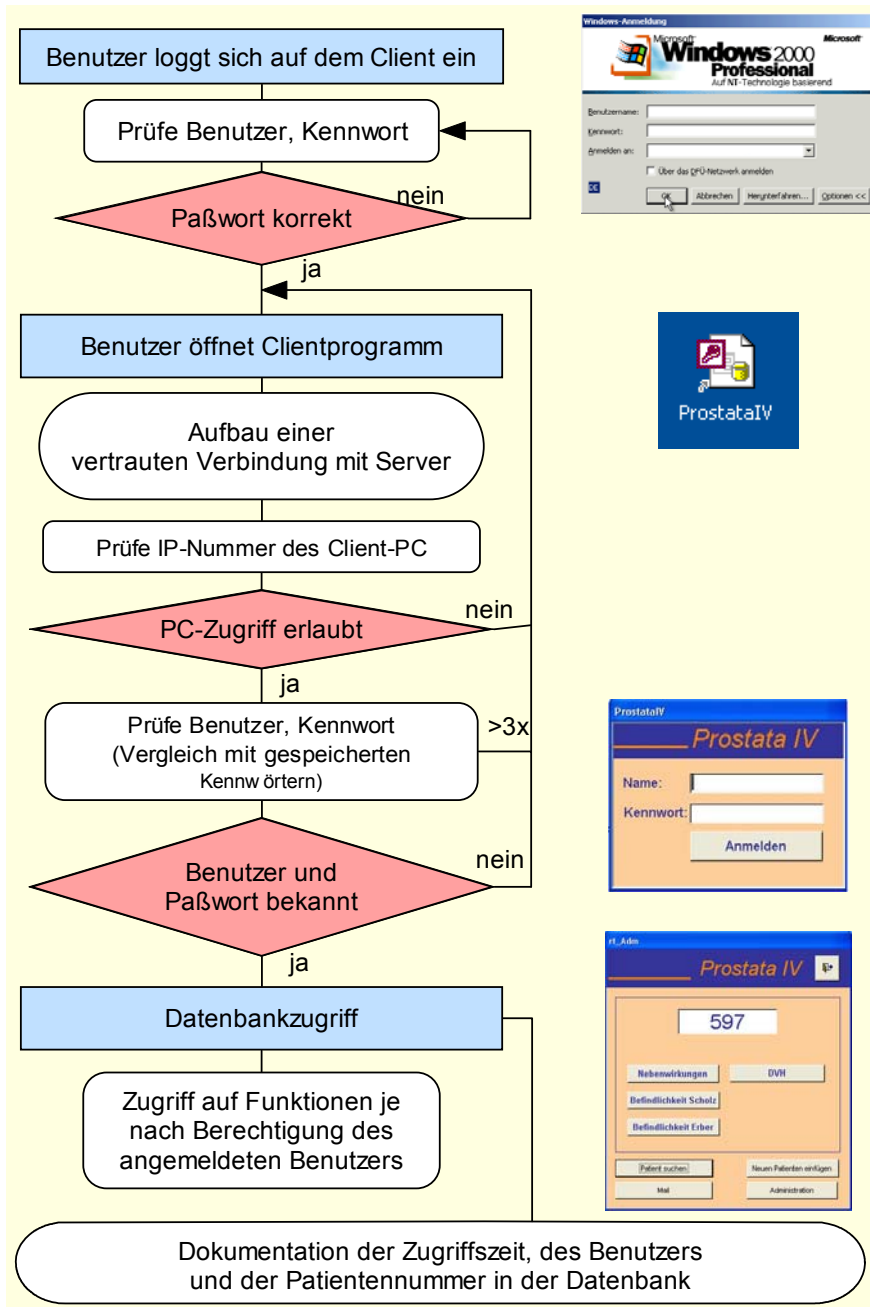 Benutzer loggt sich auf dem Client ein
Prüfe Benutzer, Kennwort
nein
Paßwort korrekt
ja
Benutzer öffnet Clientprogramm
Aufbau einer
vertrauten Verbindung mit Server
Prüfe IP-Nummer des Client-PC
nein
PC-Zugriff erlaubt
ja
Prüfe Benutzer, Kennwort
(Vergleich mit gespeicherten
Kennw örtern)
>3x
nein
Benutzer und
Paßwort bekannt
ja
Datenbankzugriff
Zugriff auf Funktionen je
nach Berechtigung des
angemeldeten Benutzers
Dokumentation der Zugriffszeit, des Benutzers
und der Patientennummer in der Datenbank
Windows-Anmeldung
Microsoft
Microsoft
Windows 2000
Professional
Auf NT-Technologie basierend
Benutzername:
Kennwort:
Anmelden an:
Über das DFÜ-Netzwerk anmelden
DE
OK Abbrechen Herunterfahren... Optionen <<
ProstataIV
ProstataIV
Prostata IV
Name:
Kennwort:
Anmelden
rt_Adm
Prostata IV
597
Nebenwirkungen DVH
Befindlichkeit Scholz
Befindlichkeit Erber
Patient suchen Neuen Patienten einfügen
Mail Administration